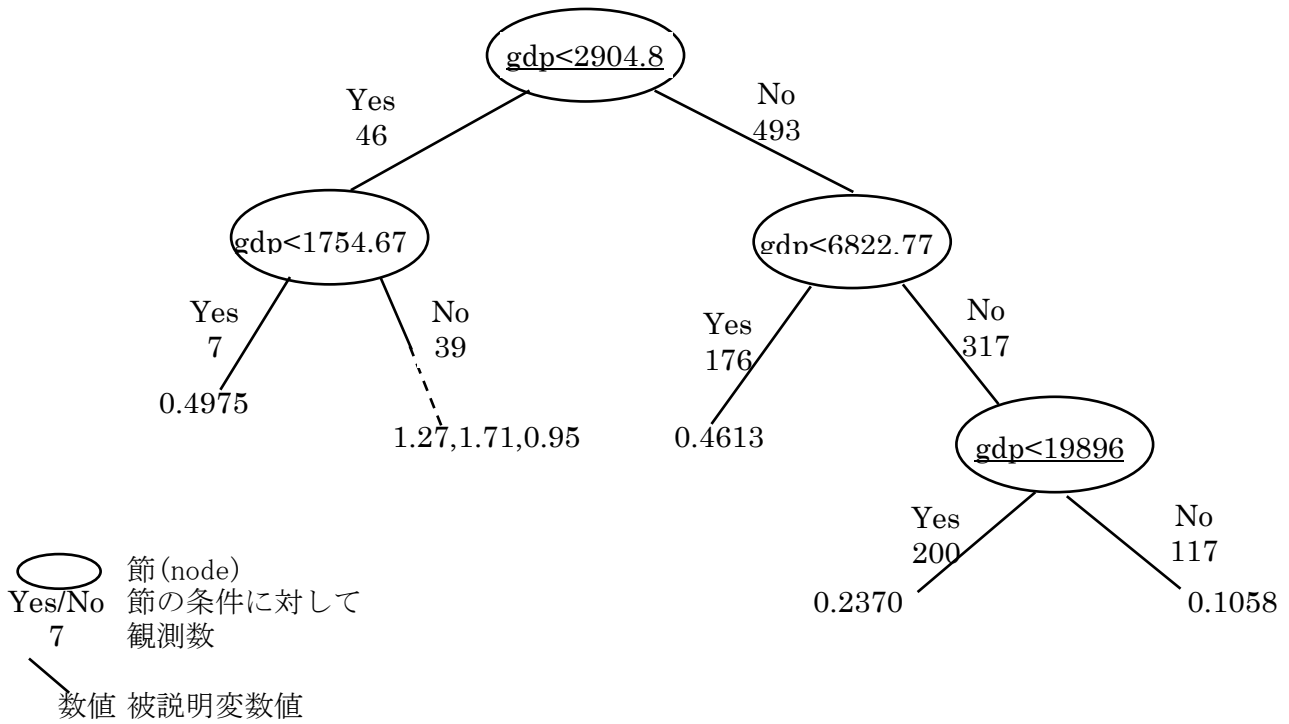 gdp<2904.8
Yes
46
No
493
gdp<1754.67
gdp<6822.77
Yes
7
No
39
Yes
176
No
317
0.4975
1.27,1.71,0.95
0.4613
gdp<19896
Yes
200
No
117
0.2370
0.1058
節(node)
Yes/No 節の条件に対して
7 観測数
数値 被説明変数値